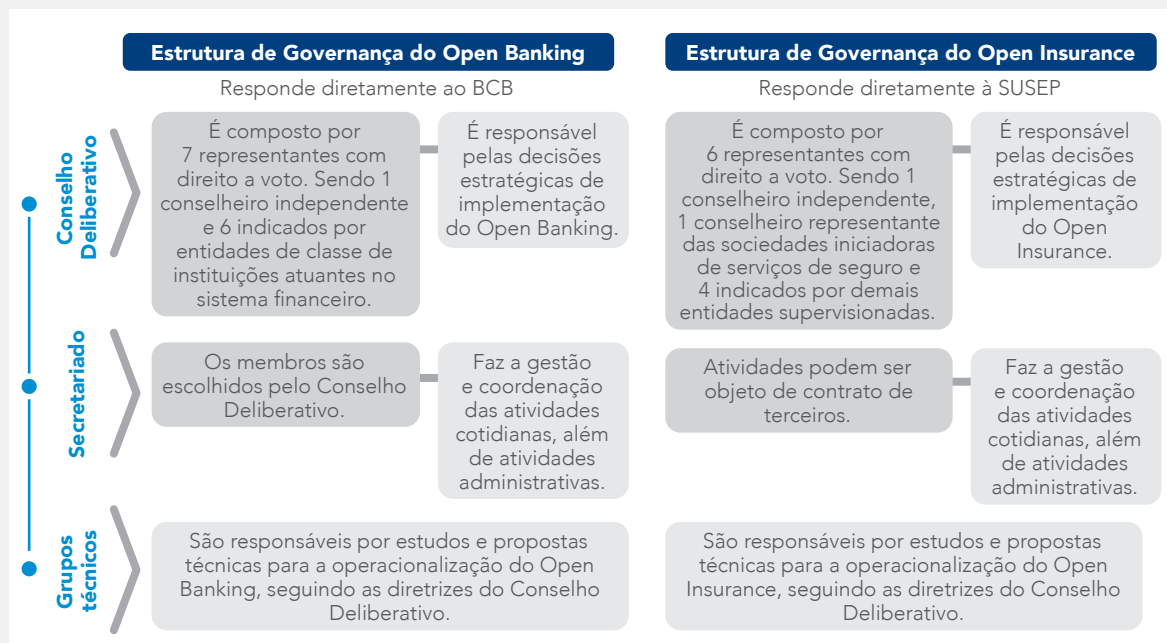 Estrutura de Governança do Open Banking
Responde diretamente ao BCB
Estrutura de Governança do Open Insurance
Responde diretamente à SUSEP
Conselho
Deliberativo
É composto por
7 representantes com
direito a voto. Sendo 1
conselheiro independente
e 6 indicados por
entidades de classe de
instituições atuantes no
sistema financeiro.
É responsável
pelas decisões
estratégicas de
implementação
do Open Banking.
É composto por
6 representantes com
direito a voto. Sendo 1
conselheiro independente,
1 conselheiro representante
das sociedades iniciadoras
de serviços de seguro e
4 indicados por demais
entidades supervisionadas.
É responsável
pelas decisões
estratégicas de
implementação
do Open
Insurance.
Secretariado
Os membros são
escolhidos pelo Conselho
Deliberativo.
Faz a gestão
e coordenação
das atividades
cotidianas, além
de atividades
administrativas.
Atividades podem ser
objeto de contrato de
terceiros.
Faz a gestão
e coordenação
das atividades
cotidianas, além
de atividades
administrativas.
Grupos
técnicos
São responsáveis por estudos e propostas
técnicas para a operacionalização do Open
Banking, seguindo as diretrizes do Conselho
Deliberativo.
São responsáveis por estudos e propostas
técnicas para a operacionalização do Open
Insurance, seguindo as diretrizes do Conselho
Deliberativo.